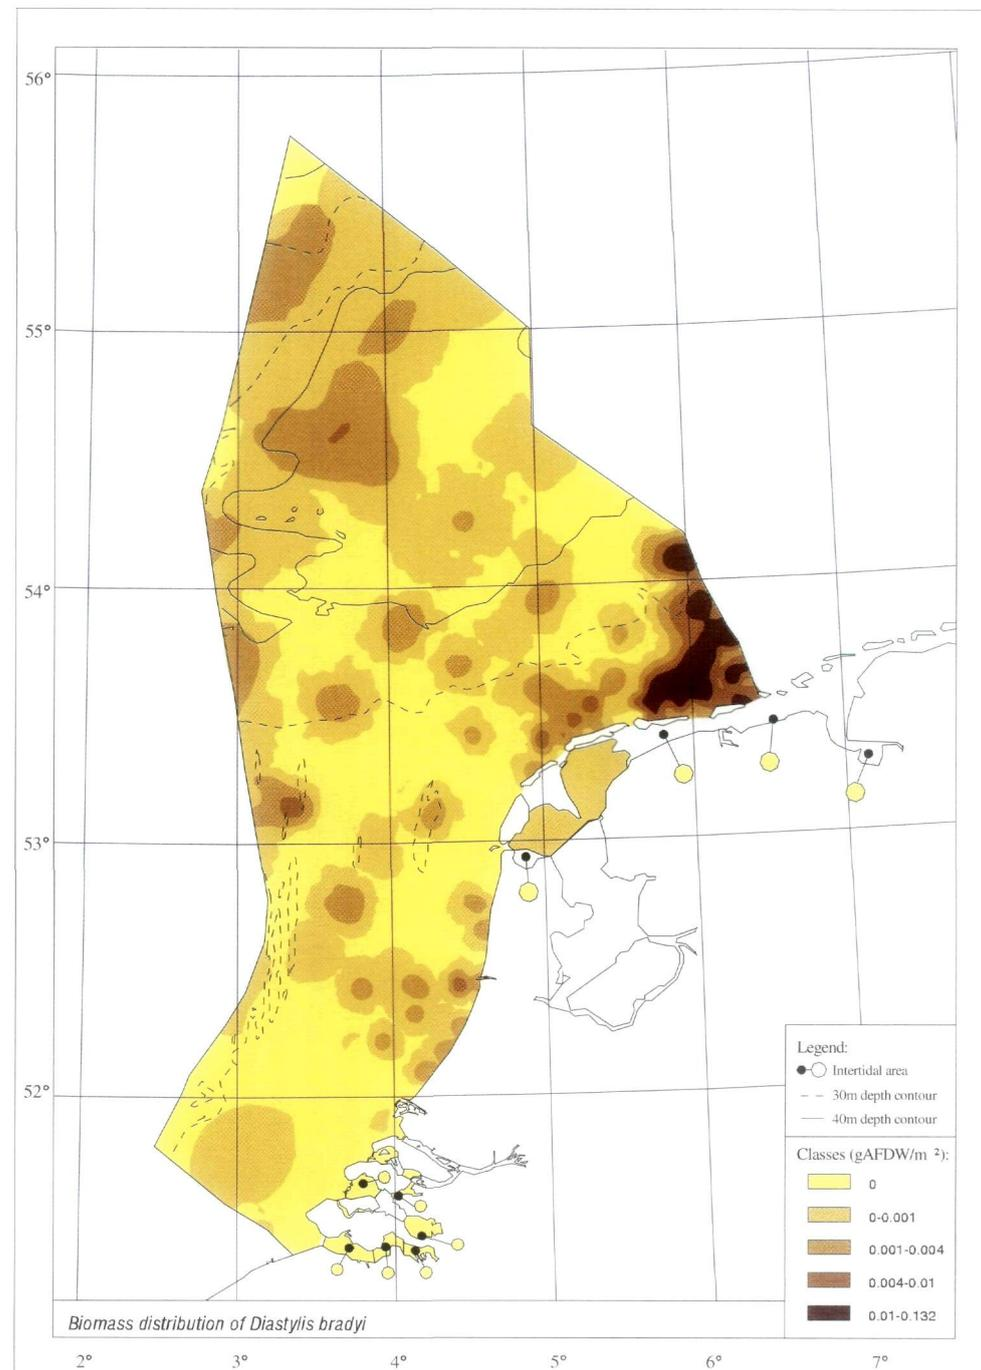 56°
55°
54°
53°
52°
Legend:
Intertidal area
30m depth contour
40m depth contour
Classes (gAFDW/m ²):
0
0-0.001
0.001-0.004
0.004-0.01
0.01-0.132
Biomass distribution of Diastylis bradyi
2° 3° 4° 5° 6° 7°